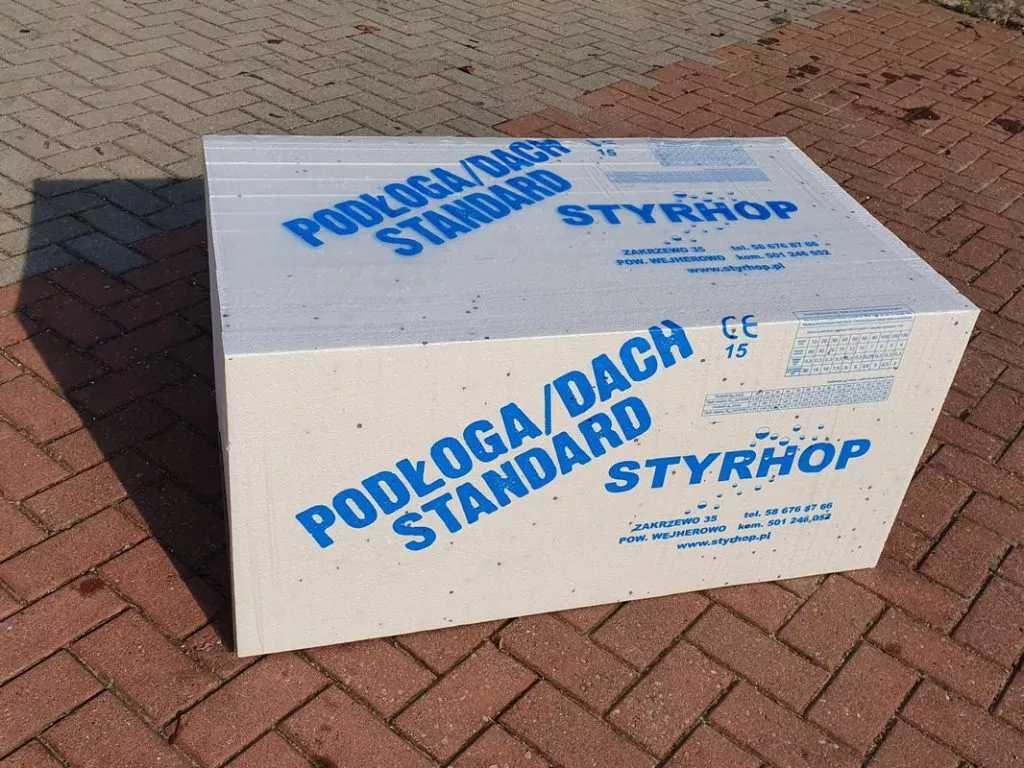 PODŁOGA/DACH
STANDARD
15
STYRHOP
ZAKRZEWO 35 tel. 58 676 87 66
POW. WEJHEROWO kom. 501 246 052
www.styrhop.pl
PODŁOGA/DACH
STANDARD
CE
15
STYRHOP
ZAKRZEWO 35 tel. 58 676 87 66
POW. WEJHEROWO kom. 501 246 052
www.styrhop.pl